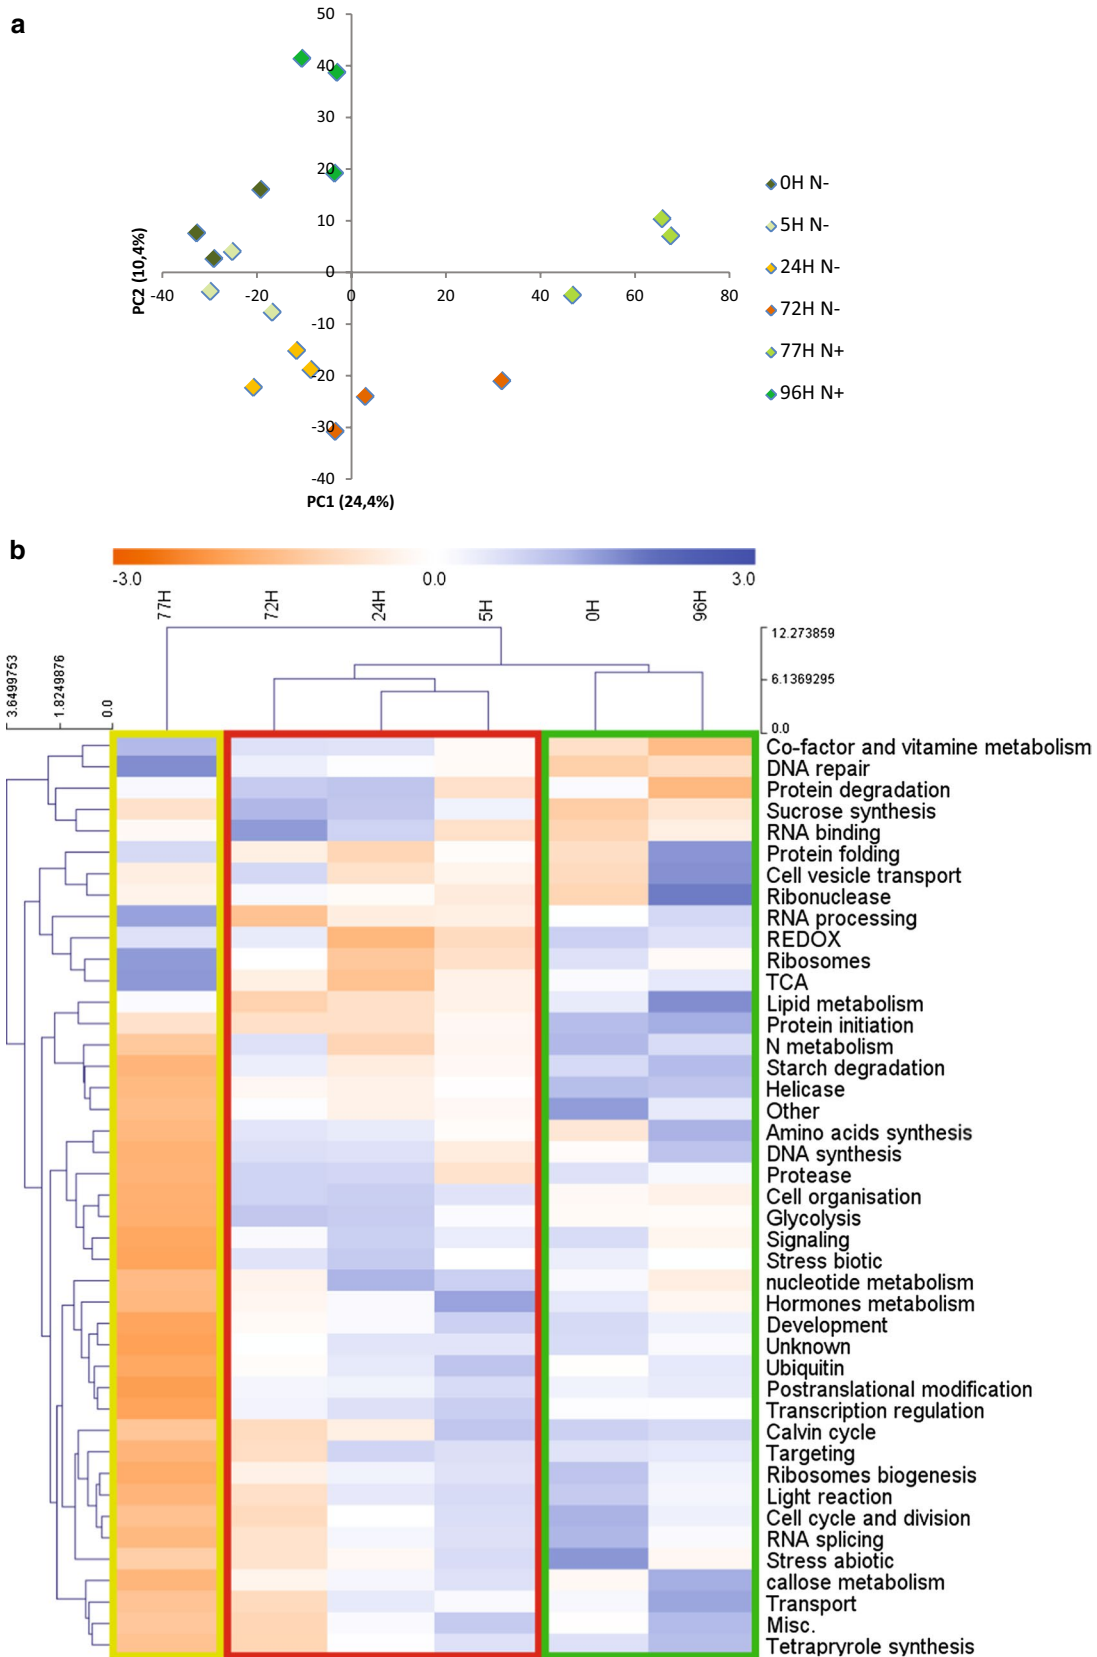 a
50
40
30
20
10
0
-10
-20
-30
-40
-40 -20 0 20 40 60 80
PC2 (10,4%)
PC1 (24,4%)
0H N-
5H N-
24H N-
72H N-
77H N+
96H N+
b
-3.0 0.0 3.0
77H 72H 24H 5H 0H 96H
12.273859
6.1369295
0.0
3.6499753 1.8249876 0.0
Co-factor and vitamine metabolism
DNA repair
Protein degradation
Sucrose synthesis
RNA binding
Protein folding
Cell vesicle transport
Ribonuclease
RNA processing
REDOX
Ribosomes
TCA
Lipid metabolism
Protein initiation
N metabolism
Starch degradation
Helicase
Other
Amino acids synthesis
DNA synthesis
Protease
Cell organisation
Glycolysis
Signaling
Stress biotic
nucleotide metabolism
Hormones metabolism
Development
Unknown
Ubiquitin
Postranslational modification
Transcription regulation
Calvin cycle
Targeting
Ribosomes biogenesis
Light reaction
Cell cycle and division
RNA splicing
Stress abiotic
callose metabolism
Transport
Misc.
Tetrapryrole synthesis